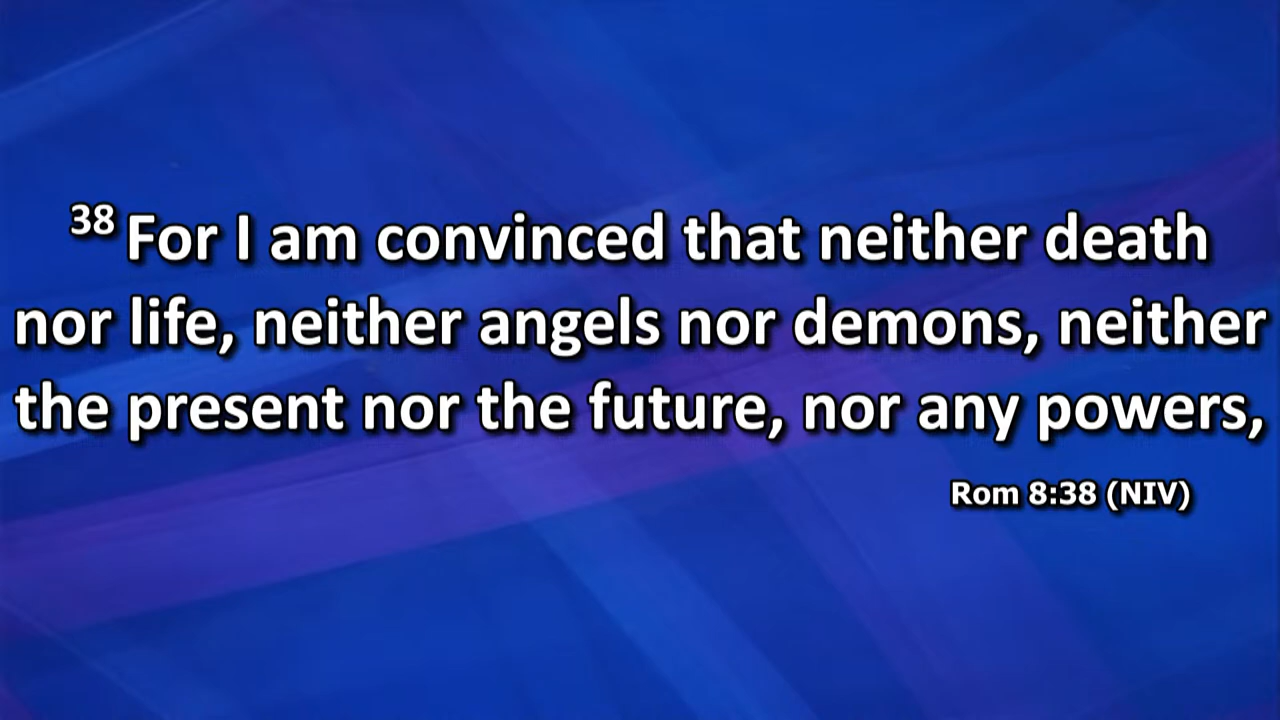 38 For I am convinced that neither death
nor life, neither angels nor demons, neither
the present nor the future, nor any powers,
Rom 8:38 (NIV)